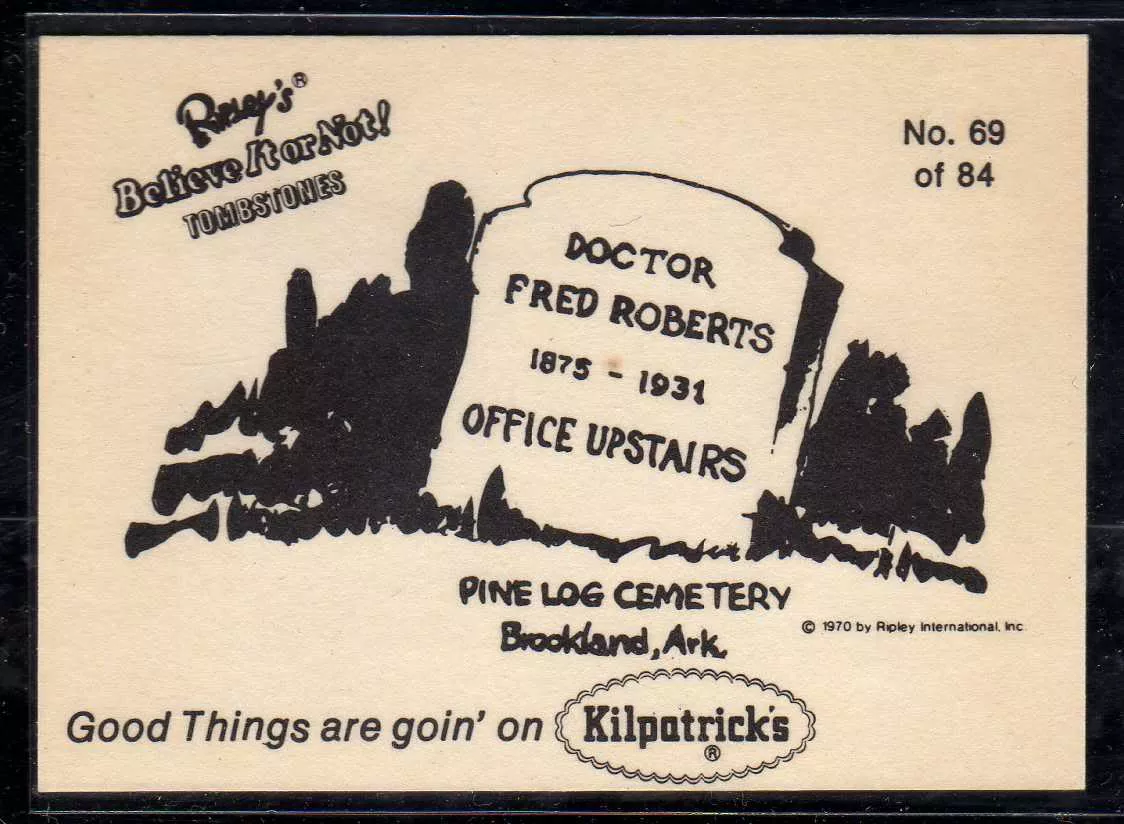 Ripley's®
Believe It or Not!
TOMBSTONES
No. 69
of 84
DOCTOR
FRED ROBERTS
1875 - 1931
OFFICE UPSTAIRS
PINE LOG CEMETERY
Brookland, Ark.
© 1970 by Ripley International, Inc.
Good Things are goin' on Kilpatrick's®